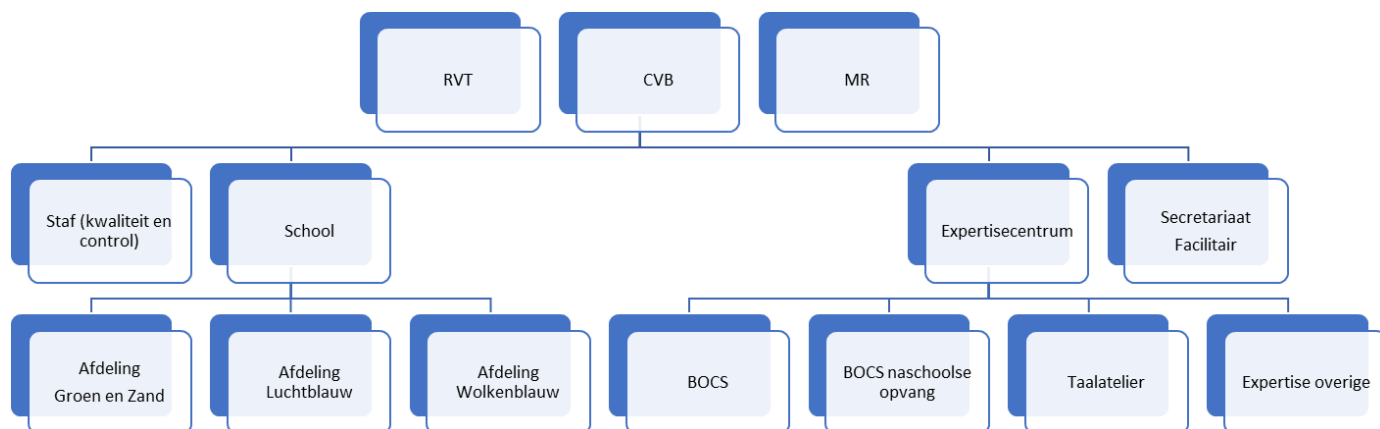 RVT
CVB
MR
Staf (kwaliteit en
control)
School
Expertisecentrum
Secretariaat
Facilitair
Afdeling
Groen en Zand
Afdeling
Luchtblauw
Afdeling
Wolkenblauw
BOCS
BOCS naschoolse
opvang
Taalatelier
Expertise overige